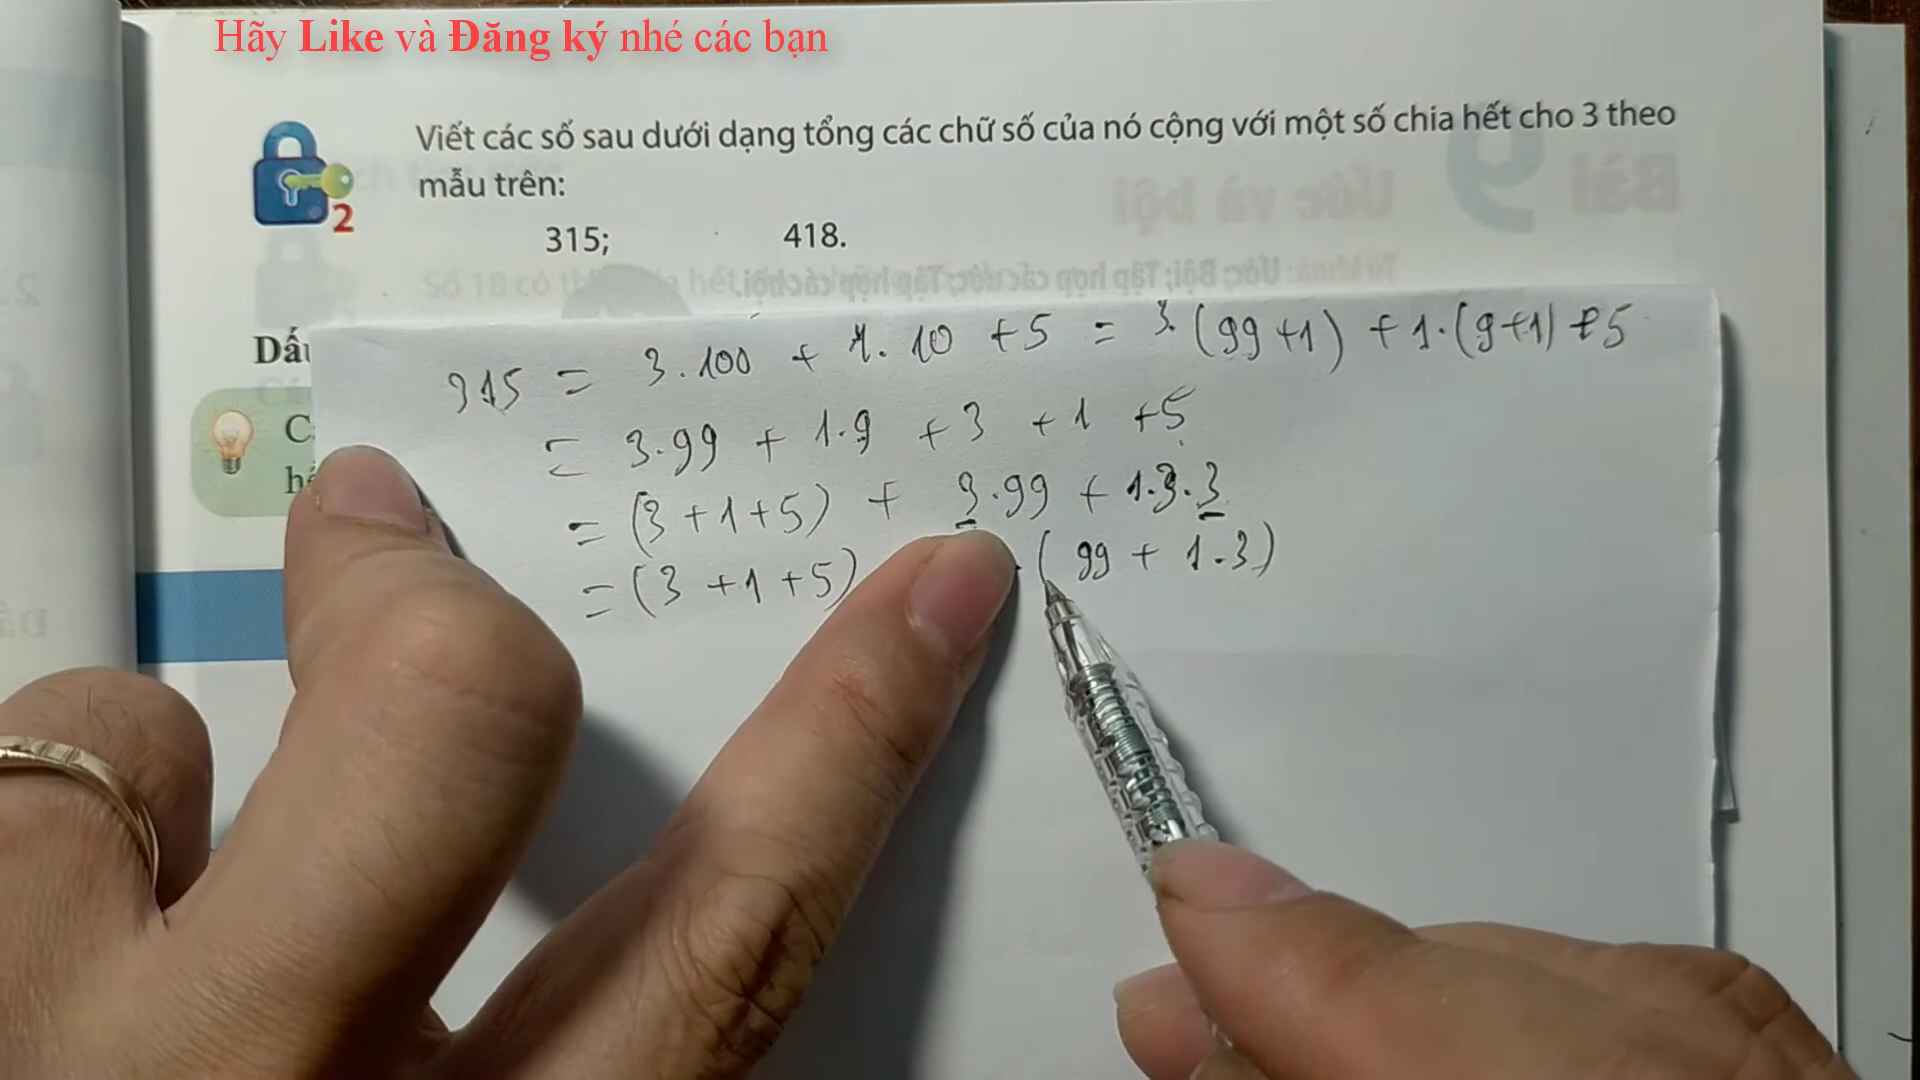 Hãy Like và Đăng ký nhé các bạn
Viết các số sau dưới dạng tổng các chữ số của nó cộng với một số chia hết cho 3 theo
mẫu trên:
2
315; 418.
315 = 3.100 + 1.10 + 5 = 3.(99+1) + 1.(9+1) + 5
= 3.99 + 1.9 + 3 + 1 + 5
= (3+1+5) + 3.99 + 1.3.3
= (3+1+5) .(99 + 1.3)